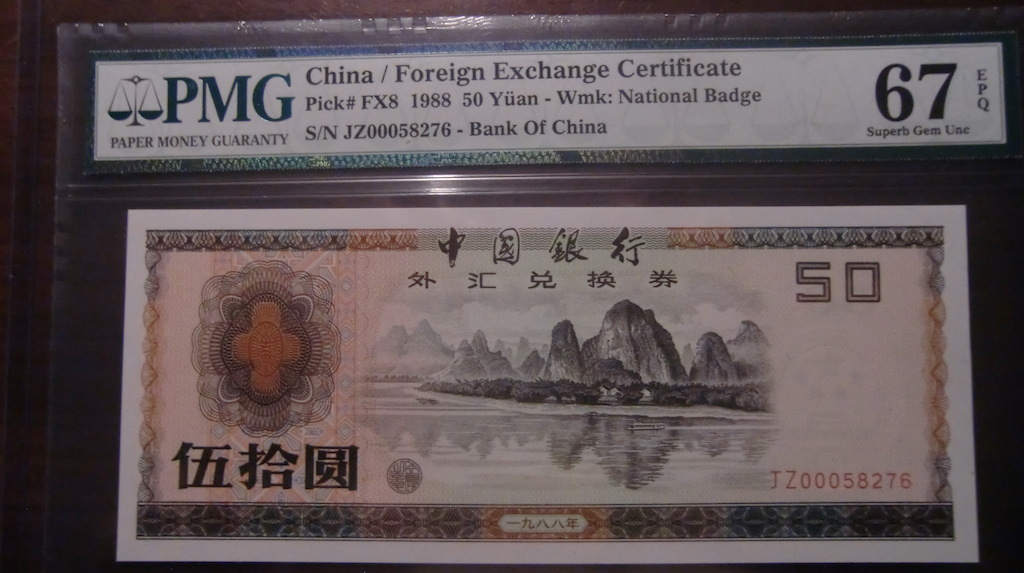 PMG
PAPER MONEY GUARANTY
China / Foreign Exchange Certificate
Pick# FX8 1988 50 Yüan - Wmk: National Badge
S/N JZ00058276 - Bank Of China
67
EPQ
Superb Gem Unc
中國銀行
外汇兑换券
50
伍拾圆
JZ00058276
一九八八年